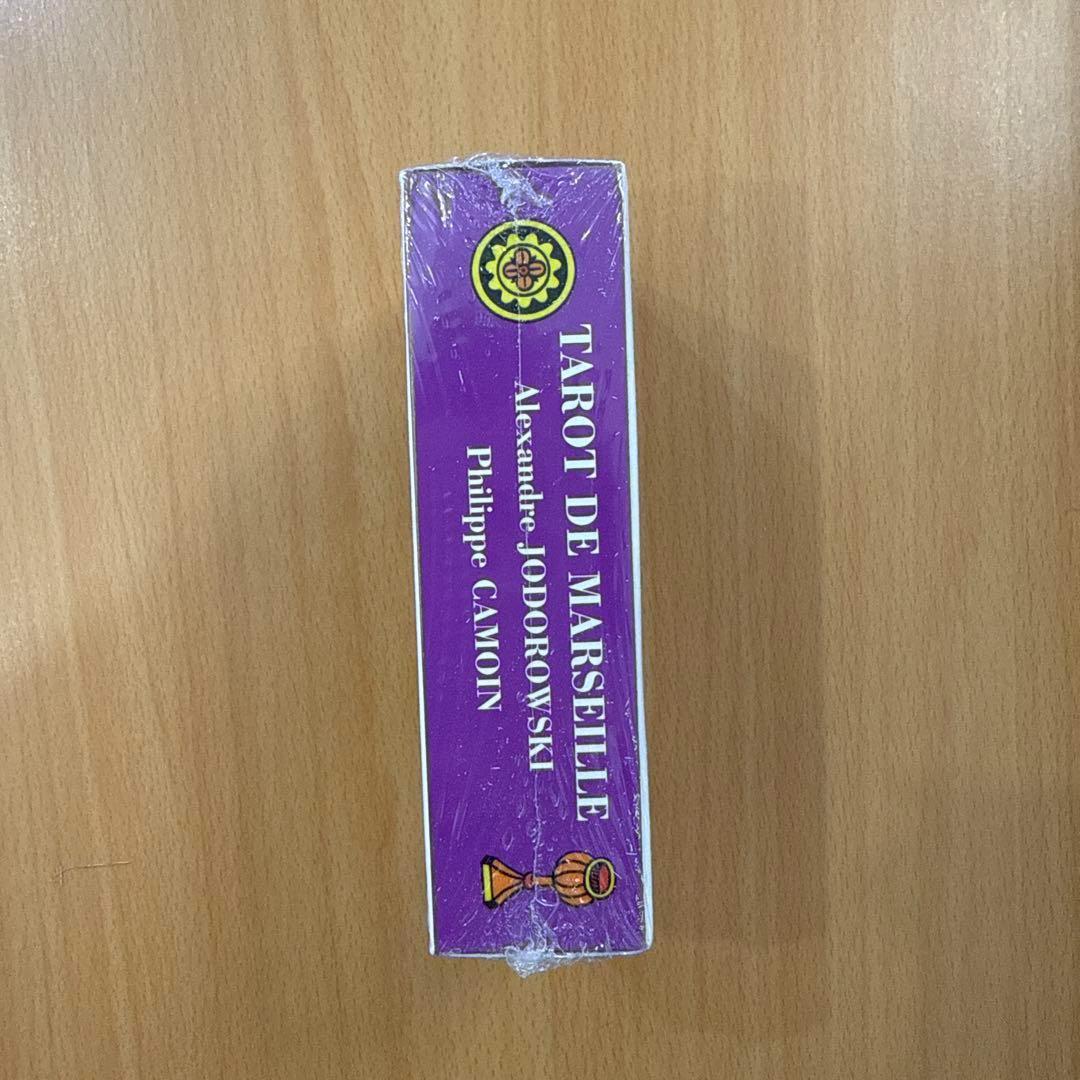 TAROT DE MARSEILLE
Alexandre JODOROWSKI
Philippe CAMOIN